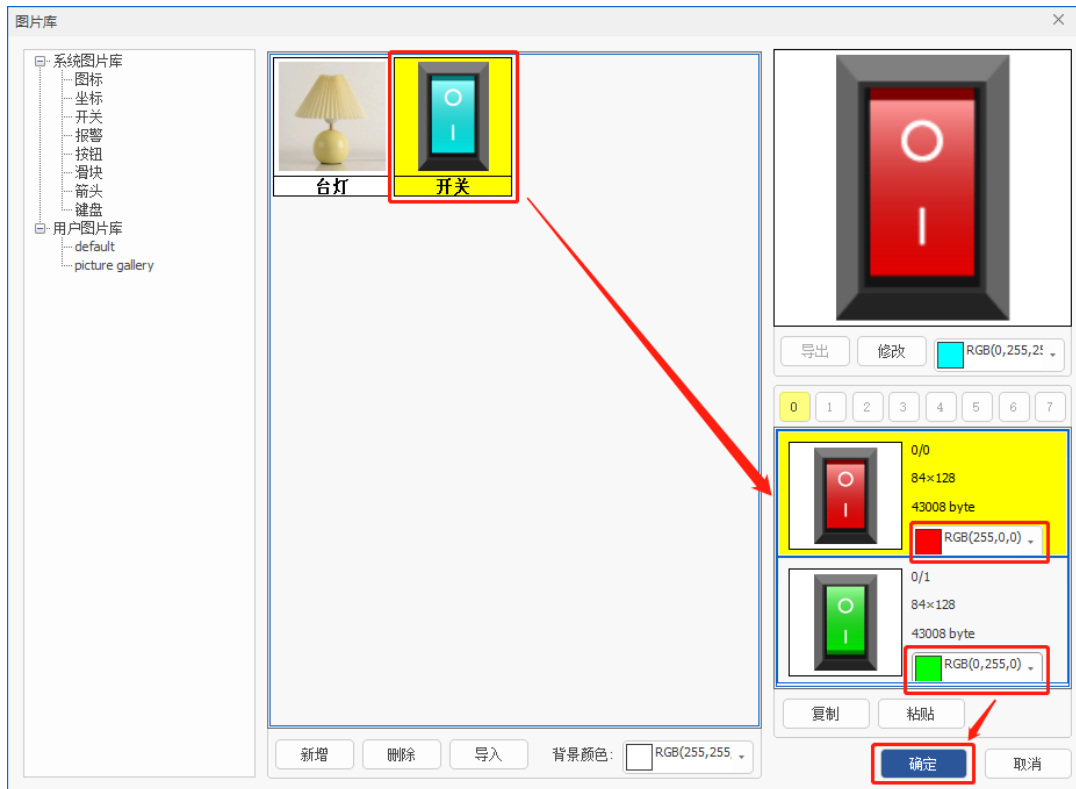 图片库
系统图片库
图标
坐标
开关
报警
按钮
滑块
箭头
键盘
用户图片库
default
picture gallery
台灯
开关
新增
删除
导入
背景颜色:
RGB(255,255,
导出
修改
RGB(0,255,25
0
1
2
3
4
5
6
7
0/0
84×128
43008 byte
RGB(255,0,0)
0/1
84×128
43008 byte
RGB(0,255,0)
复制
粘贴
确定
取消